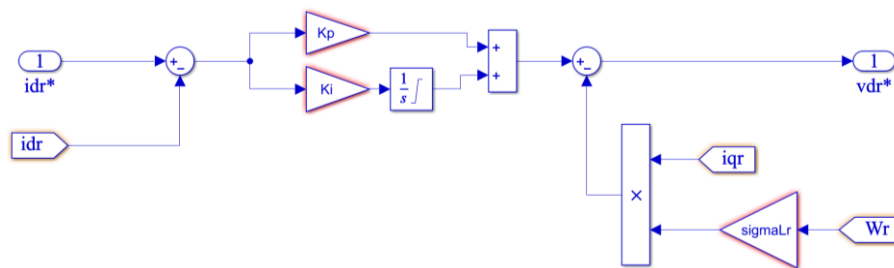 Kp
+
1
+
-
+
-
1
idr*
Ki
1
s
+
vdr*
idr
iqr
×
sigmaLr
Wr